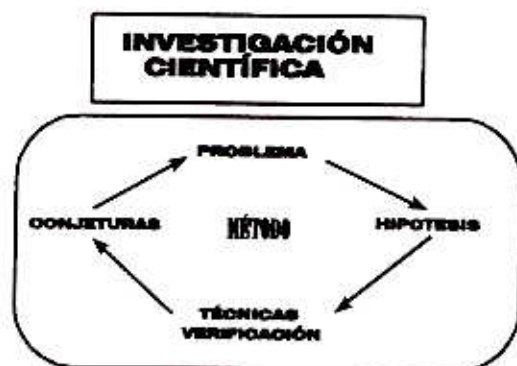 INVESTIGACIÓN
CIENTÍFICA
PROBLEMA
CONJETURAS
MÉTODO
HIPOTESIS
TÉCNICAS
VERIFICACIÓN